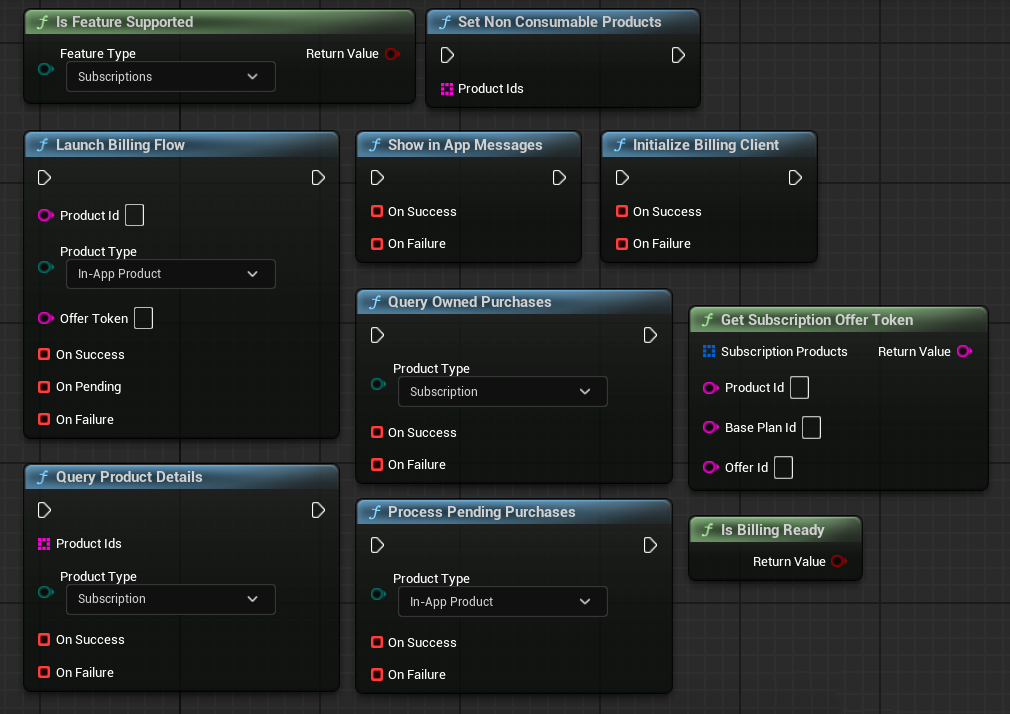 f Is Feature Supported
Feature Type
Return Value
Subscriptions
f Set Non Consumable Products
Product Ids
f Launch Billing Flow
Product Id
Product Type
In-App Product
Offer Token
On Success
On Pending
On Failure
f Show in App Messages
On Success
On Failure
f Initialize Billing Client
On Success
On Failure
f Query Owned Purchases
Product Type
Subscription
On Success
On Failure
f Get Subscription Offer Token
Subscription Products
Return Value
Product Id
Base Plan Id
Offer Id
f Query Product Details
Product Ids
Product Type
Subscription
On Success
On Failure
f Process Pending Purchases
Product Type
In-App Product
On Success
On Failure
f Is Billing Ready
Return Value